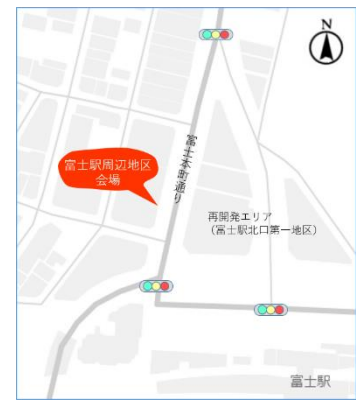 N
富士本町通り
富士駅周辺地区
会場
再開発エリア
（富士駅北口第一地区）
富士駅